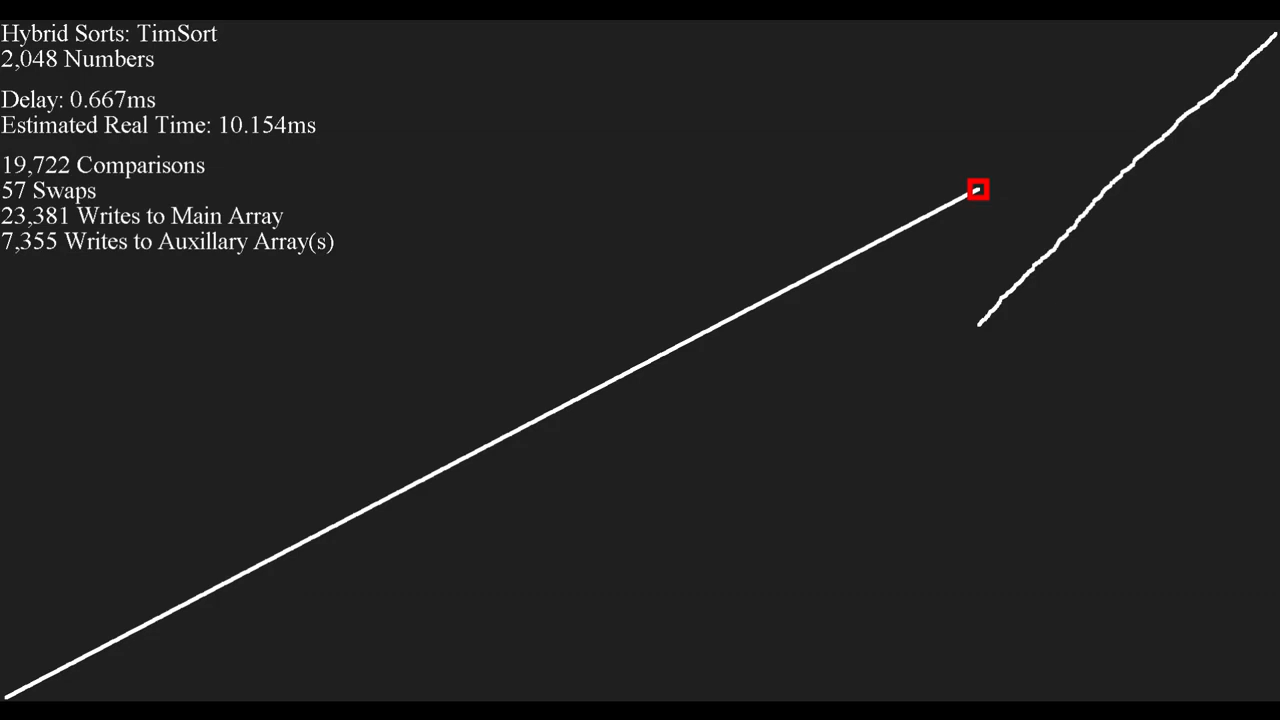 Hybrid Sorts: TimSort
2,048 Numbers
Delay: 0.667ms
Estimated Real Time: 10.154ms
19,722 Comparisons
57 Swaps
23,381 Writes to Main Array
7,355 Writes to Auxillary Array(s)